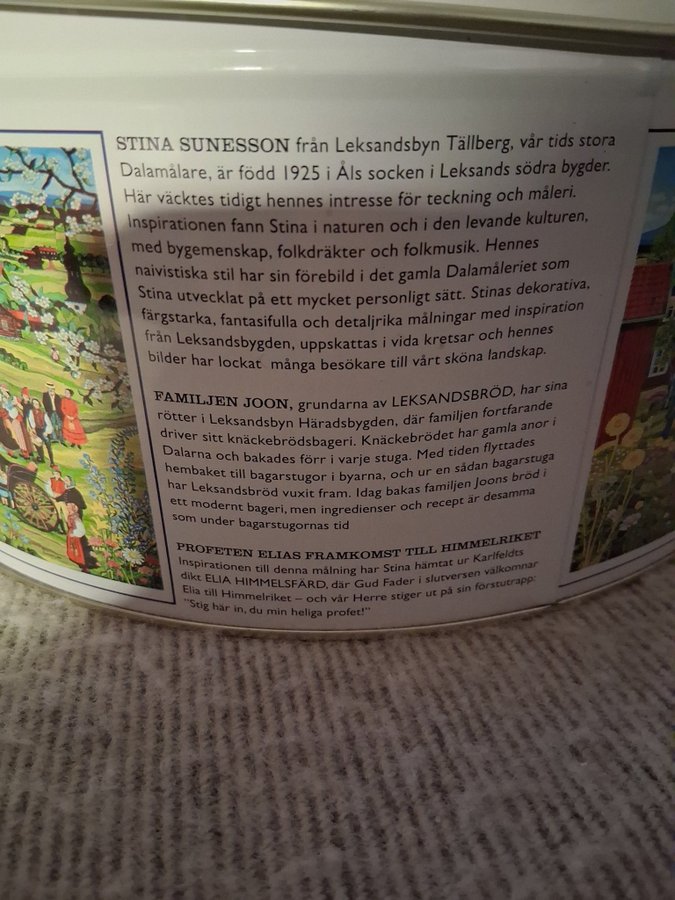 STINA SUNESSON från Leksandsbyn Tällberg, vår tids stora
Dalamålare, är född 1925 i Åls socken i Leksands södra bygder.
Här väcktes tidigt hennes intresse för teckning och måleri.
Inspirationen fann Stina i naturen och i den levande kulturen,
med bygemenskap, folkdräkter och folkmusik. Hennes
naivistiska stil har sin förebild i det gamla Dalamåleriet som
Stina utvecklat på ett mycket personligt sätt. Stinas dekorativa,
färgstarka, fantasifulla och detaljrika målningar med inspiration
från Leksandsbygden, uppskattas i vida kretsar och hennes
bilder har lockat många besökare till vårt sköna landskap.
FAMILJEN JOON, grundarna av LEKSANDSBRÖD, har sina
rötter i Leksandsbyn Häradsbygden, där familjen fortfarande
driver sitt knäckebrödsbageri. Knäckebrödet har gamla anor i
Dalarna och bakades förr i varje stuga. Med tiden flyttades
hembaket till bagarstugor i byarna, och ur en sådan bagarstuga
har Leksandsbröd vuxit fram. Idag bakas familjen Joons bröd i
ett modernt bageri, men ingredienser och recept är desamma
som under bagarstugornas tid
PROFETEN ELIAS FRAMKOMST TILL HIMMELRIKET
Inspirationen till denna målning har Stina hämtat ur Karlfeldts
dikt ELIA HIMMELSFÄRD, där Gud Fader i slutversen välkomnar
Elia till Himmelriket – och vår Herre stiger ut på sin förstutrapp:
"Stig här in, du min heliga profet!"